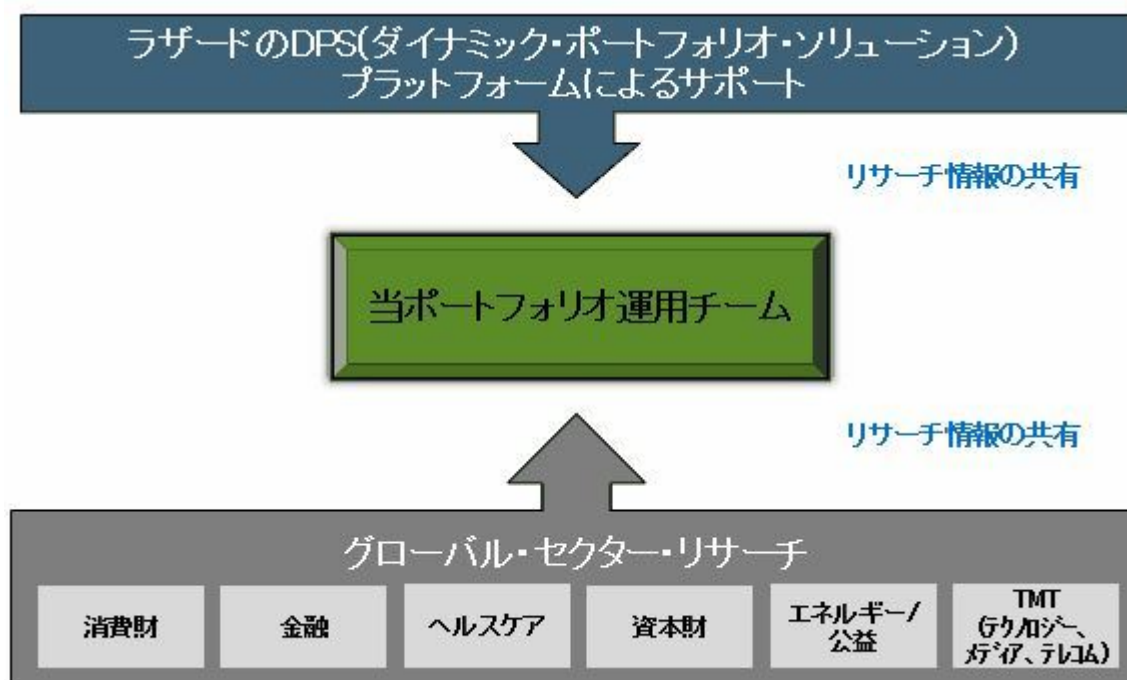 ラザードのDPS(ダイナミック・ポートフォリオ・ソリューション)
プラットフォームによるサポート
リサーチ情報の共有
当ポートフォリオ運用チーム
リサーチ情報の共有
グローバル・セクター・リサーチ
消費財
金融
ヘルスケア
資本財
エネルギー/
公益
TMT
(ﾃｸﾉﾛｼﾞｰ、
ﾒﾃﾞｨｱ、ﾃﾚｺﾑ)